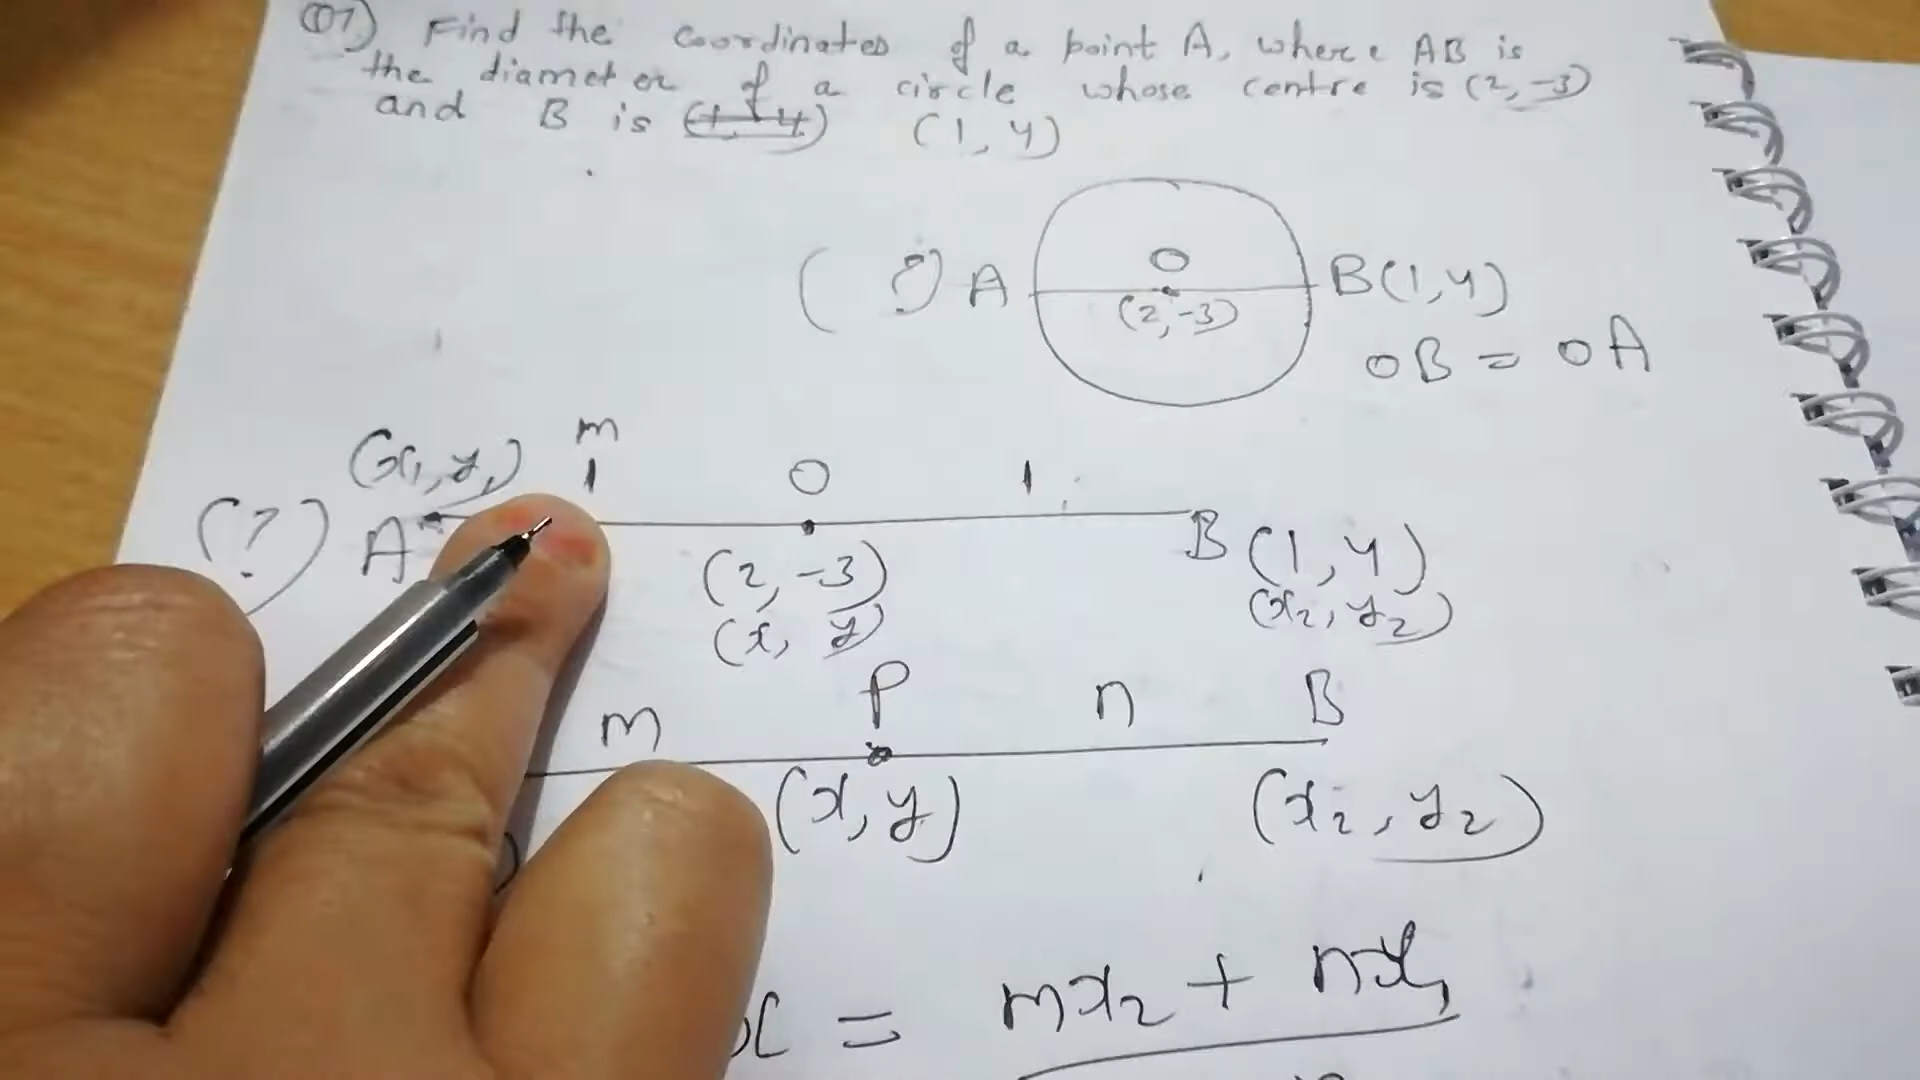 Q7) Find the coordinates of a point A, where AB is
the diameter of a circle whose centre is (2, -3)
and B is (1, 4) (1, 4)
(?) A O B(1,4)
(2,-3)
OB = OA
(x1, y1) m
1 O 1
(?) A B (1, 4)
(2, -3) (x2, y2)
(x, y)
m P n B
(x, y) (x2, y2)
x = mx2 + nx1